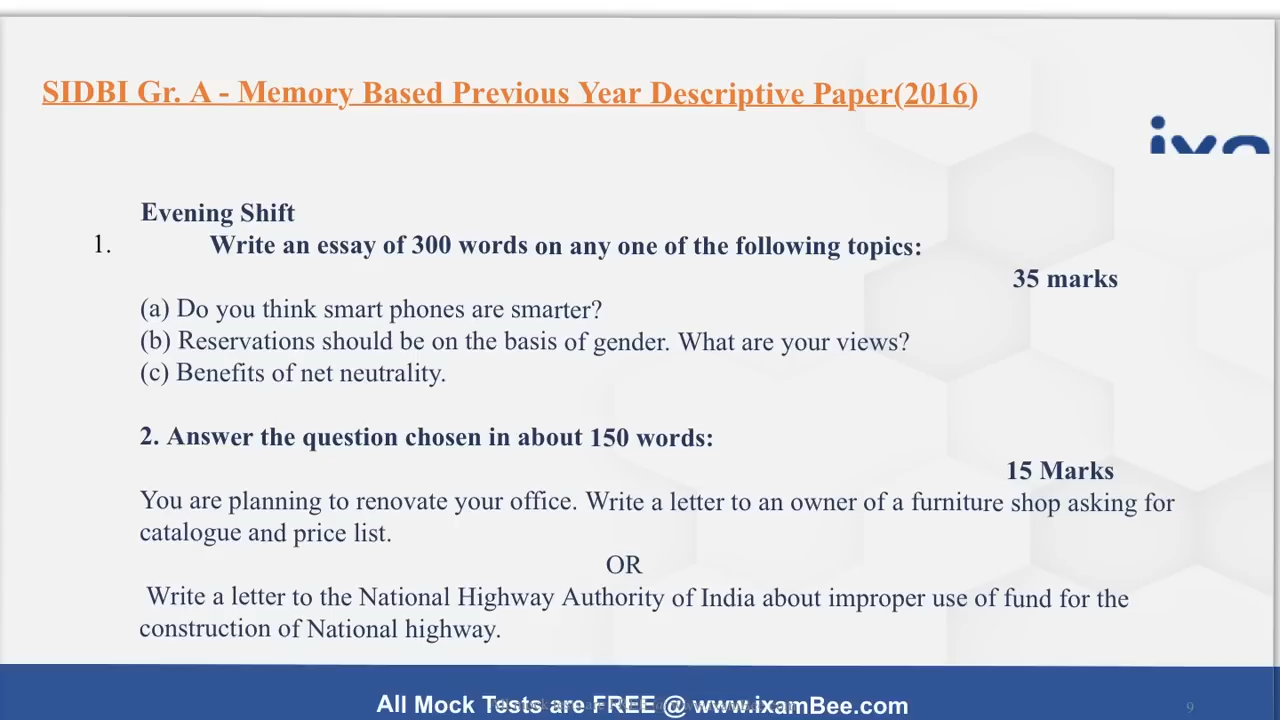 SIDBI Gr. A - Memory Based Previous Year Descriptive Paper(2016)
Evening Shift
1. Write an essay of 300 words on any one of the following topics:
35 marks
(a) Do you think smart phones are smarter?
(b) Reservations should be on the basis of gender. What are your views?
(c) Benefits of net neutrality.
2. Answer the question chosen in about 150 words:
15 Marks
You are planning to renovate your office. Write a letter to an owner of a furniture shop asking for
catalogue and price list.
OR
Write a letter to the National Highway Authority of India about improper use of fund for the
construction of National highway.
All Mock Tests are FREE @ www.ixamBee.com
9